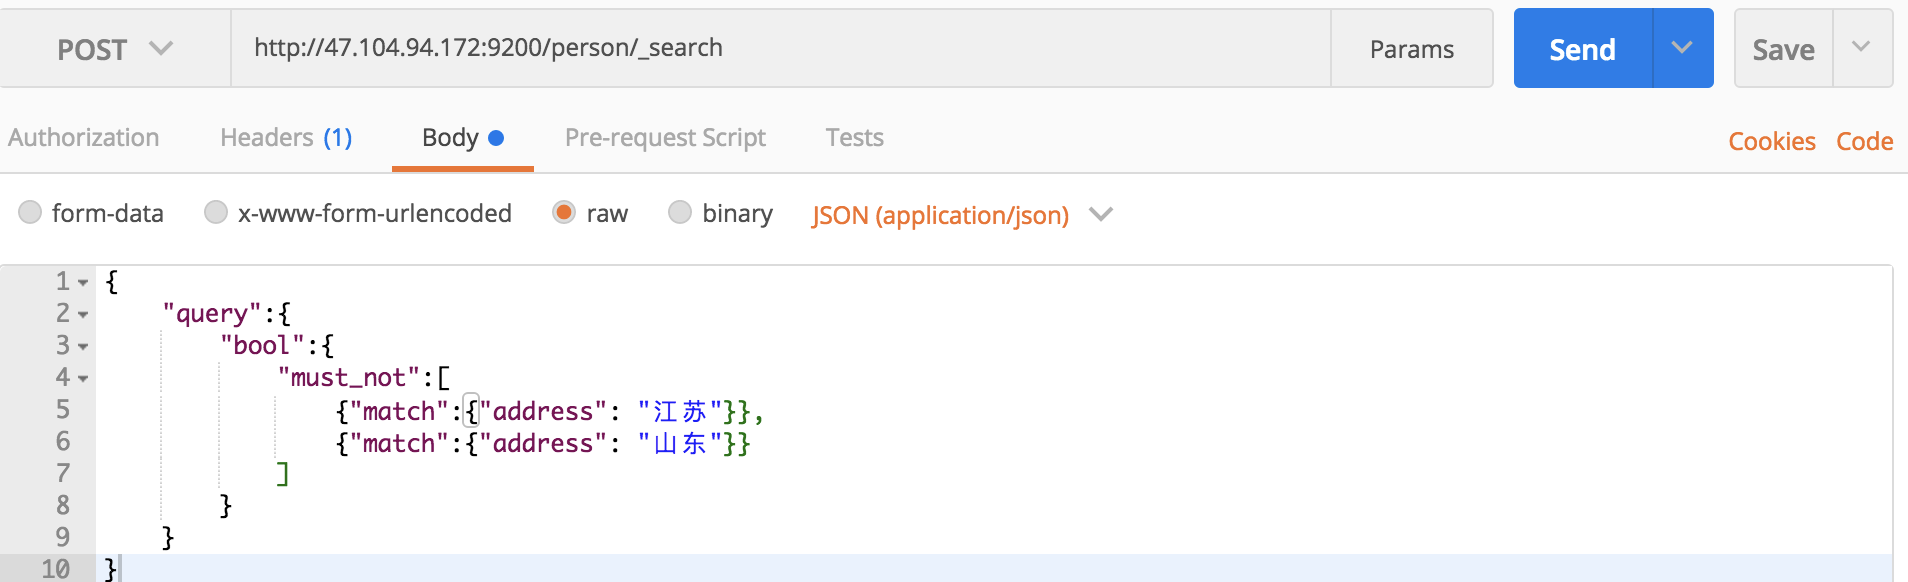 POST http://47.104.94.172:9200/person/_search Params Send Save
Authorization Headers (1) Body Pre-request Script Tests Cookies Code
form-data x-www-form-urlencoded raw binary JSON (application/json)
1 {
2 "query":{
3 "bool":{
4 "must_not":[
5 {"match":{"address": "江苏"}},
6 {"match":{"address": "山东"}}
7 ]
8 }
9 }
10 }